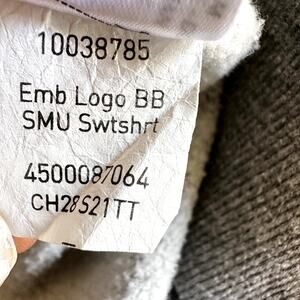 10038785
Emb Logo BB
SMU Swtshrt
4500087064
CH28S21TT